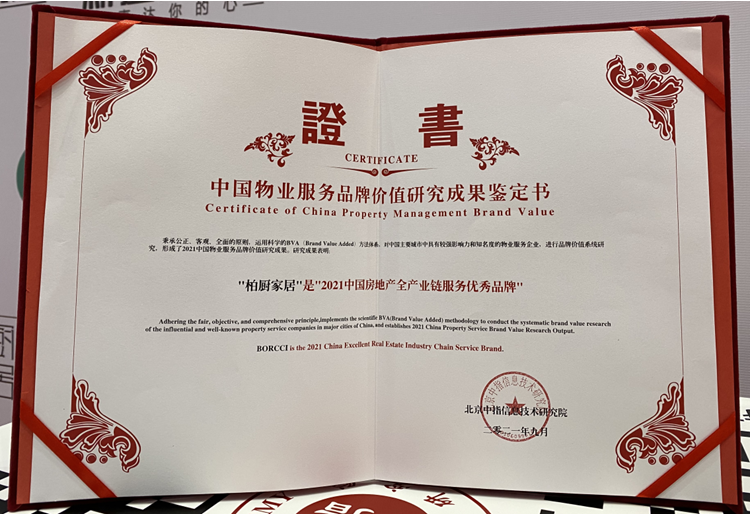 达你的心
證 書
CERTIFICATE
中国物业服务品牌价值研究成果鉴定书
Certificate of China Property Management Brand Value
秉承公正、客观、全面的原则，运用科学的BVA（Brand Value Added）方法体系，对中国主要城市中具有较强影响力和知名度的物业服务企业，进行品牌价值系统研
究，形成了2021中国物业服务品牌价值研究成果。研究成果表明：
"柏厨家居"是"2021中国房地产全产业链服务优秀品牌"
Adhering the fair, objective, and comprehensive principle,implements the scientific BVA(Brand Value Added) methodology to conduct the systematic brand value research
of the influential and well-known property service companies in major cities of China, and establishes 2021 China Property Service Brand Value Research Output.
BORCCI is the 2021 China Excellent Real Estate Industry Chain Service Brand.
北京中指信息技术研究院
二零二一年九月
居
MY